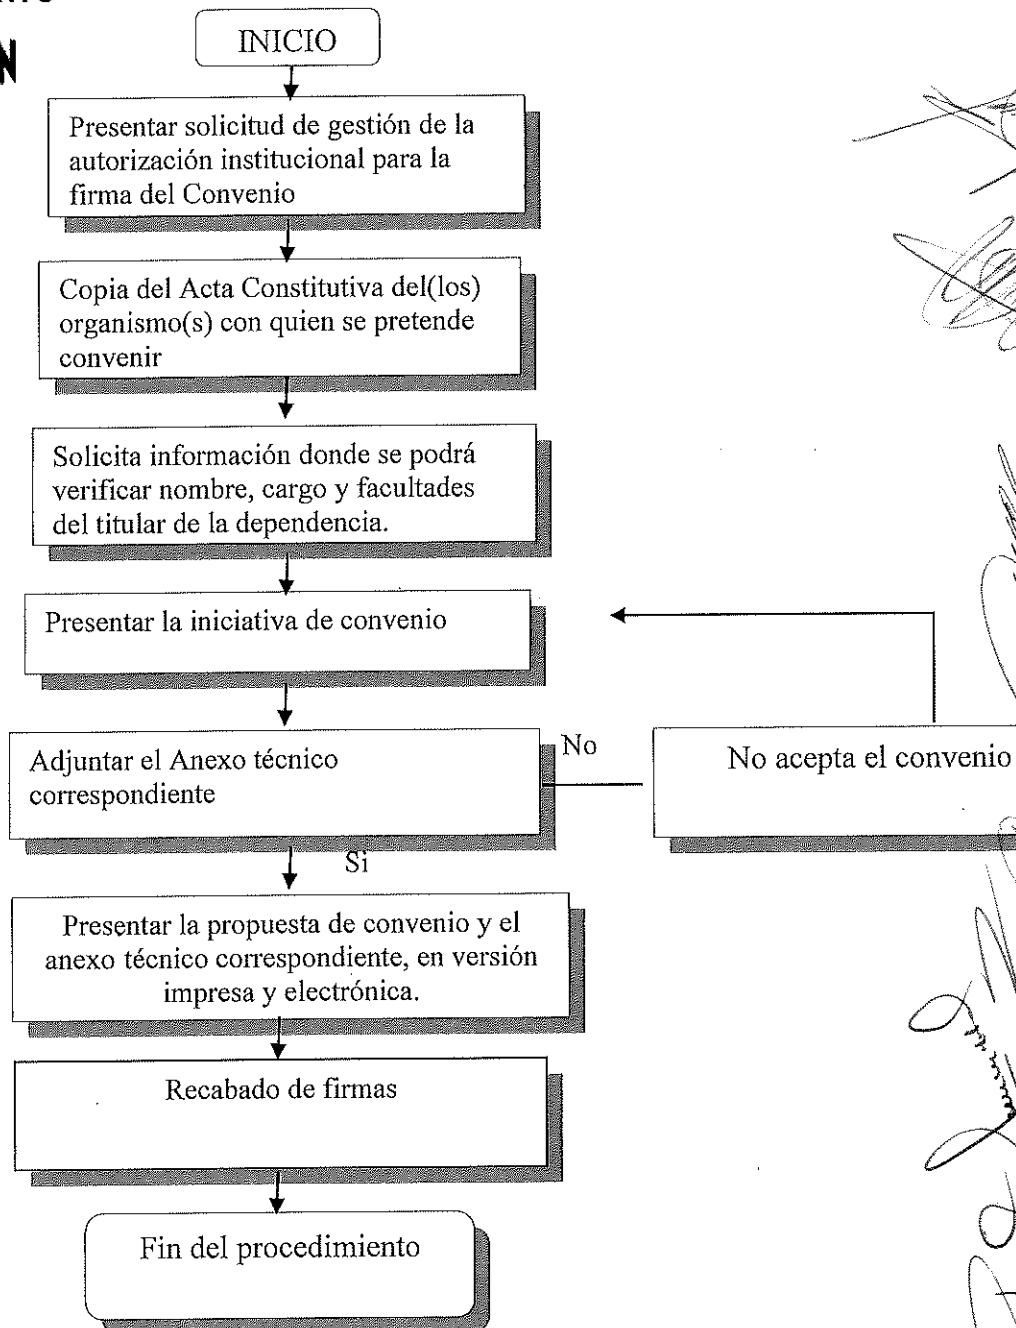 INICIO
Presentar solicitud de gestión de la
autorización institucional para la
firma del Convenio
Copia del Acta Constitutiva del(los)
organismo(s) con quien se pretende
convenir
Solicita información donde se podrá
verificar nombre, cargo y facultades
del titular de la dependencia.
Presentar la iniciativa de convenio
Adjuntar el Anexo técnico
correspondiente
No
No acepta el convenio
Si
Presentar la propuesta de convenio y el
anexo técnico correspondiente, en versión
impresa y electrónica.
Recabado de firmas
Fin del procedimiento